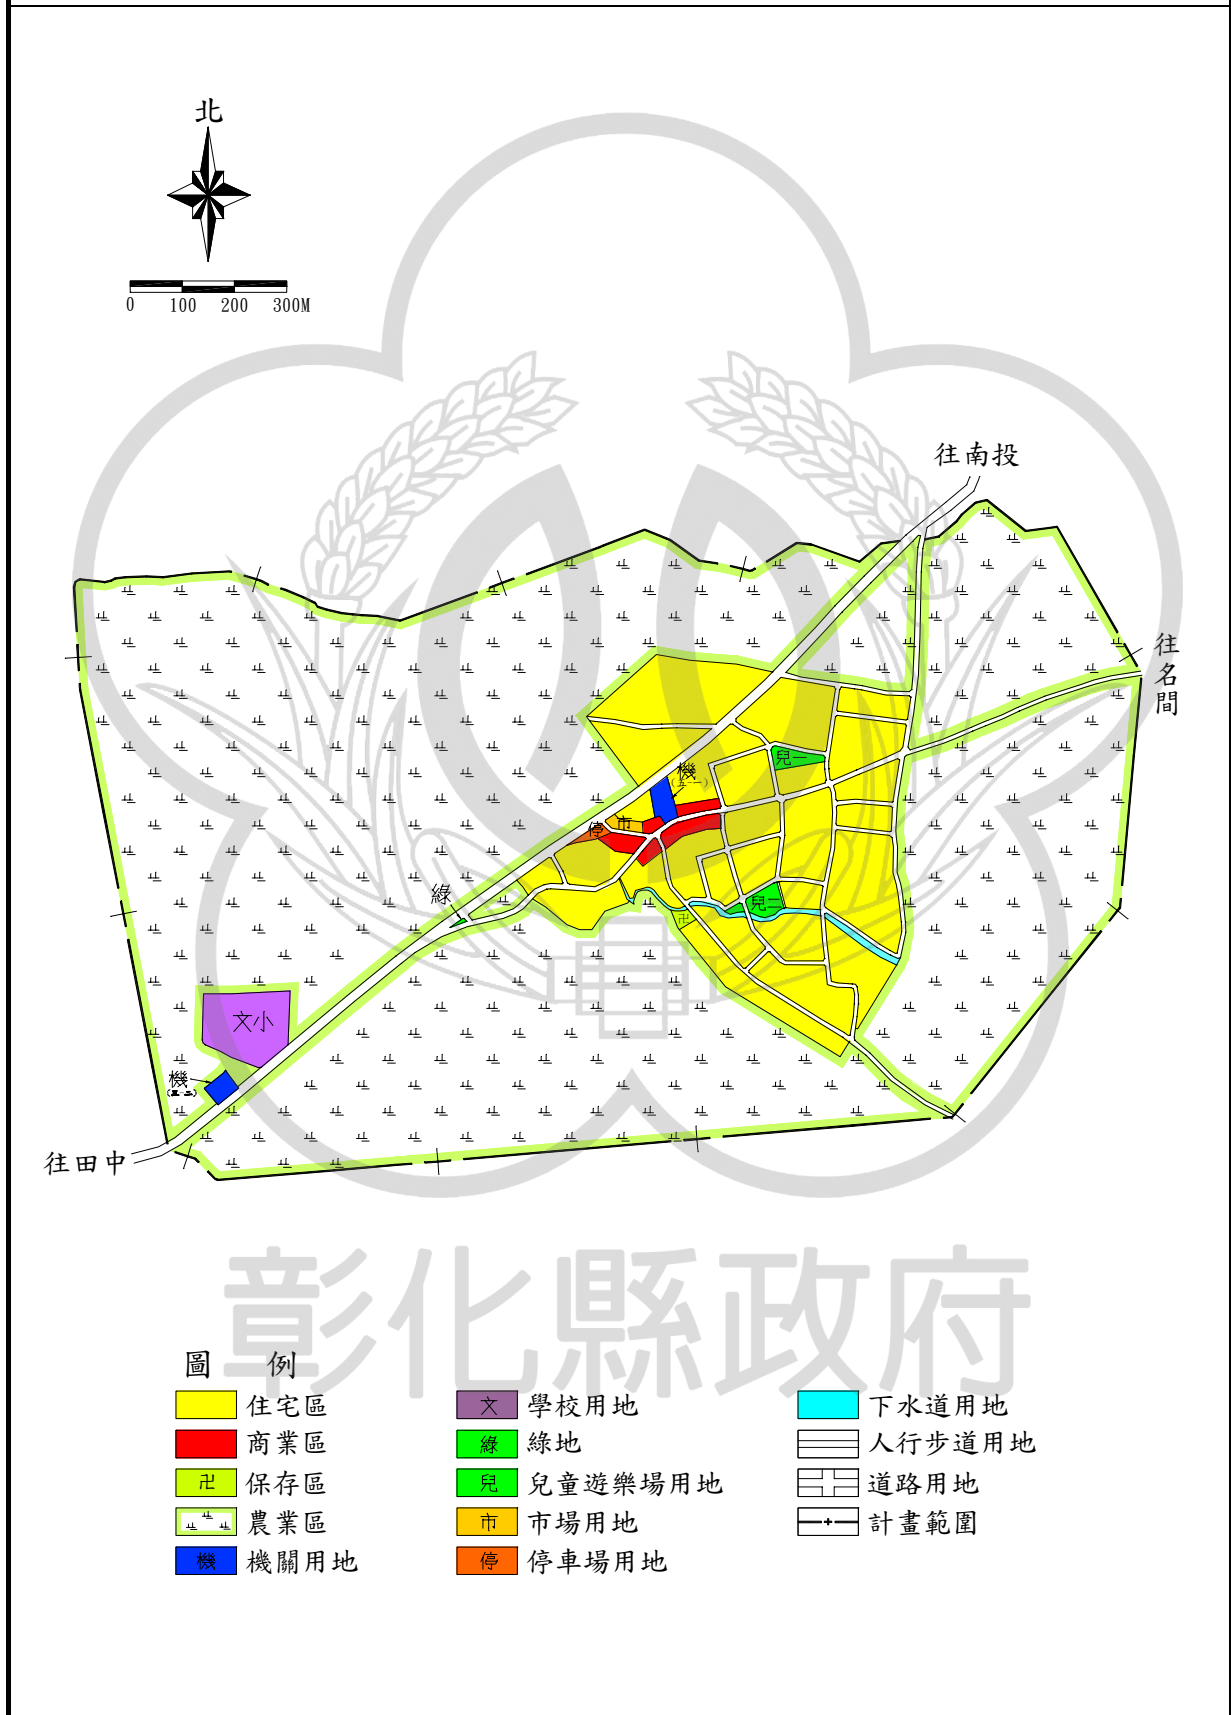 北
0 100 200 300M
往南投
往名間
兒一
機
(五-一)
停
市
綠
兒二
卍
文小
機
往田中
彰化縣政府
圖 例
住宅區
商業區
卍 保存區
農業區
機 機關用地
文 學校用地
綠 綠地
兒 兒童遊樂場用地
市 市場用地
停 停車場用地
下水道用地
人行步道用地
道路用地
計畫範圍